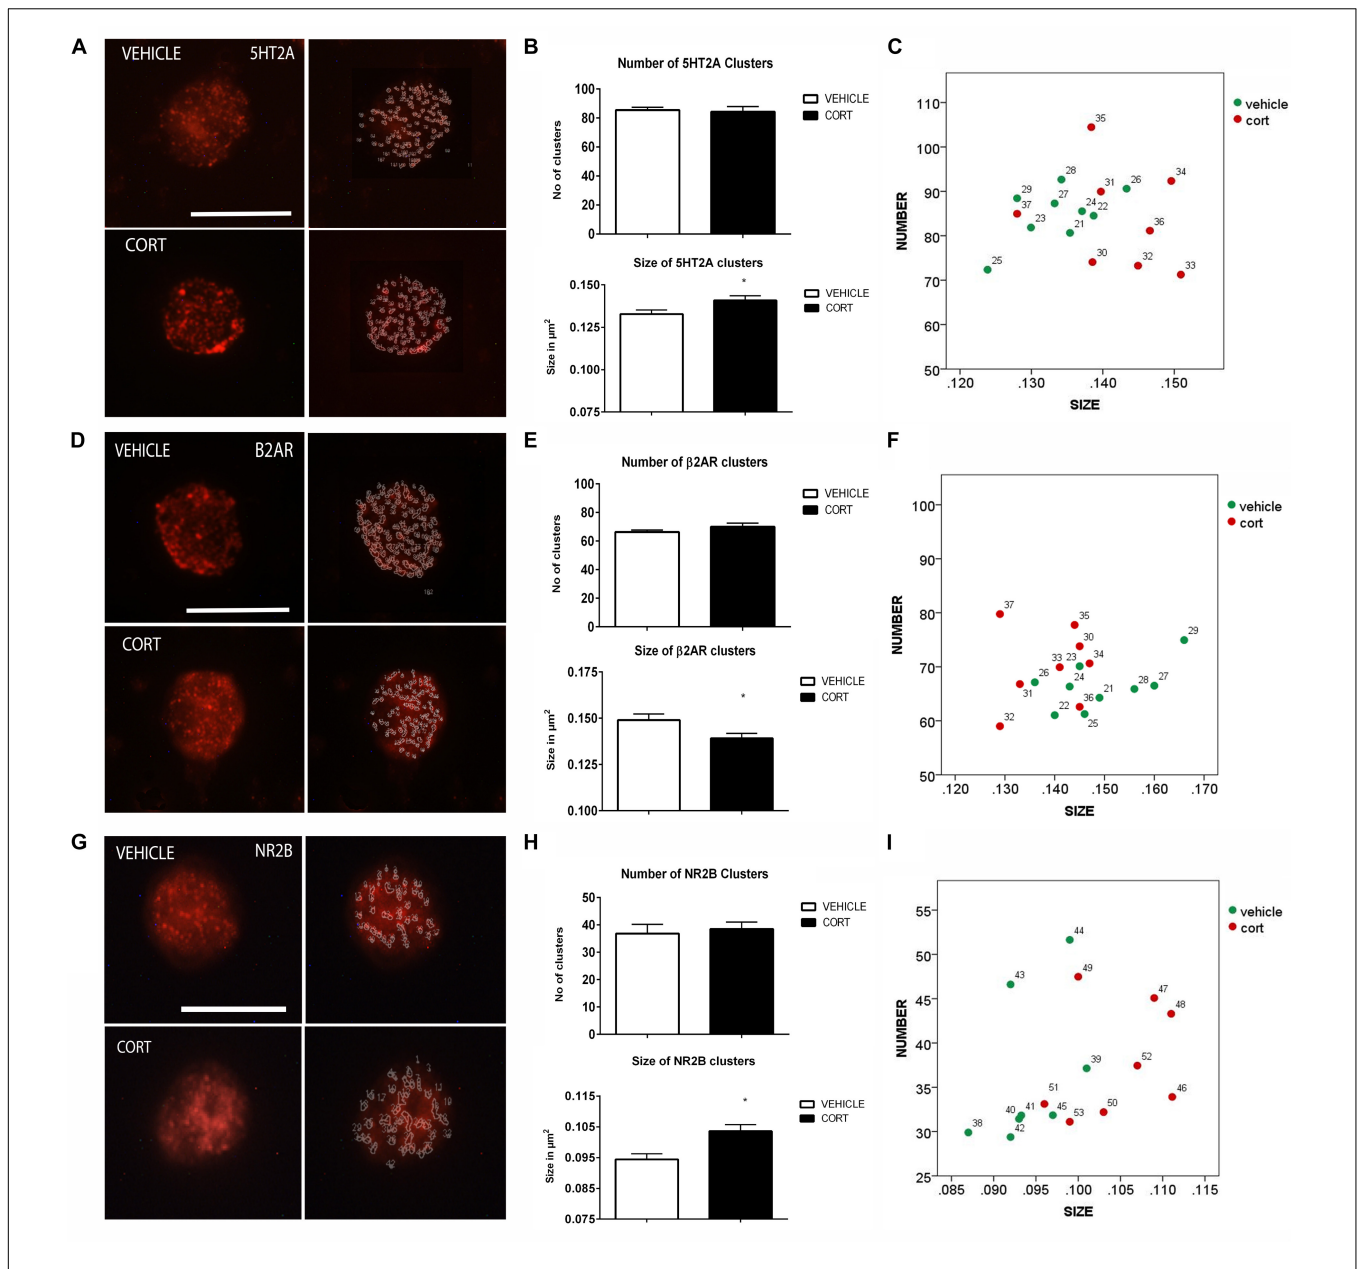 A
VEHICLE 5HT2A
CORT
B
Number of 5HT2A Clusters
No of clusters
100
80
60
40
20
0
VEHICLE
CORT
Size of 5HT2A clusters
Size in µm²
0.150
0.125
0.100
0.075
*
VEHICLE
CORT
C
NUMBER
110
100
90
80
70
60
50
35
28
29
37
27
31
26
34
24
22
23
21
36
25
30
32
33
.120 .130 .140 .150
SIZE
vehicle
cort
D
VEHICLE B2AR
162
CORT
E
Number of β2AR clusters
No of clusters
100
80
60
40
20
0
VEHICLE
CORT
Size of β2AR clusters
Size in µm²
0.175
0.150
0.125
0.100
*
VEHICLE
CORT
F
NUMBER
100
90
80
70
60
50
37
35
30
29
33
23
34
26
24
31
28
27
36
21
22
25
32
.120 .130 .140 .150 .160 .170
SIZE
vehicle
cort
G
VEHICLE NR2B
CORT
H
Number of NR2B Clusters
No of clusters
50
40
30
20
10
0
VEHICLE
CORT
Size of NR2B clusters
Size in µm²
0.115
0.105
0.095
0.085
0.075
*
VEHICLE
CORT
I
NUMBER
55
50
45
40
35
30
25
44
49
43
47
48
39
52
46
51
50
40
41
45
53
38
42
.085 .090 .095 .100 .105 .110 .115
SIZE
vehicle
cort